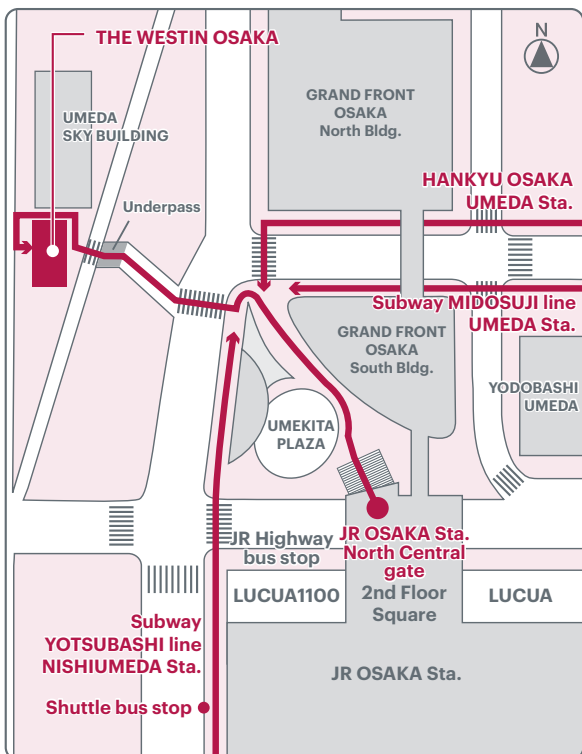 N
THE WESTIN OSAKA
UMEDA
SKY BUILDING
GRAND FRONT
OSAKA
North Bldg.
HANKYU OSAKA
UMEDA Sta.
Underpass
Subway MIDOSUJI line
UMEDA Sta.
GRAND FRONT
OSAKA
South Bldg.
YODOBASHI
UMEDA
UMEKITA
PLAZA
JR Highway
bus stop
JR OSAKA Sta.
North Central
gate
LUCUA1100
2nd Floor
Square
LUCUA
Subway
YOTSUBASHI line
NISHIUMEDA Sta.
JR OSAKA Sta.
Shuttle bus stop